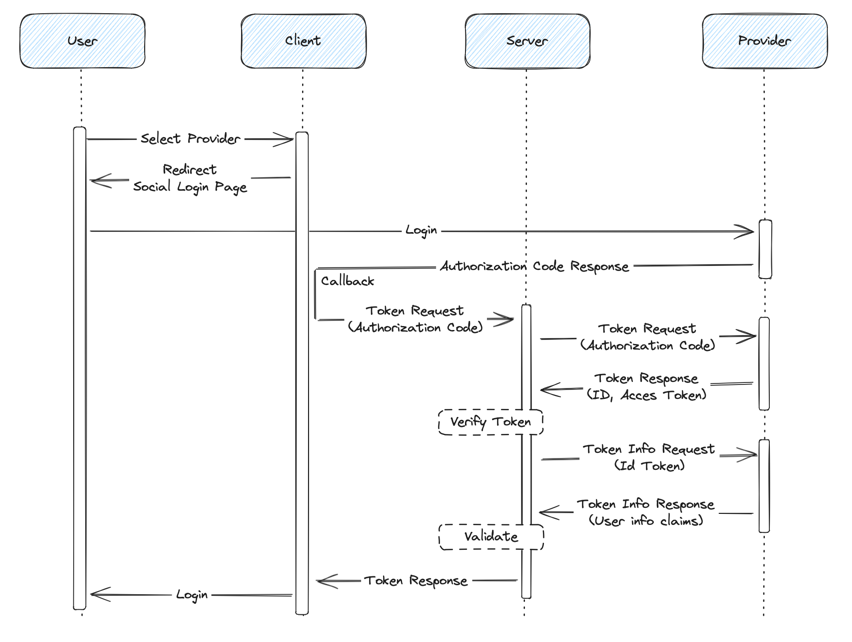 User
Client
Server
Provider
Select Provider
Redirect
Social Login Page
Login
Authorization Code Response
Callback
Token Request
(Authorization Code)
Token Request
(Authorization Code)
Token Response
(ID, Acces Token)
Verify Token
Token Info Request
(Id Token)
Token Info Response
(User info claims)
Validate
Token Response
Login